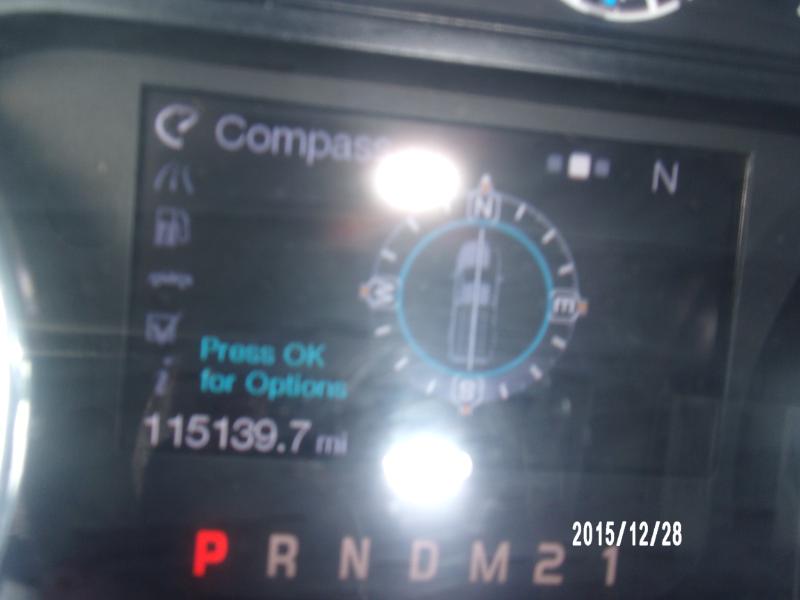 Compass
N
N
W
E
S
Press OK
for Options
115139.7 mi
2015/12/28
P R N D M 2 1